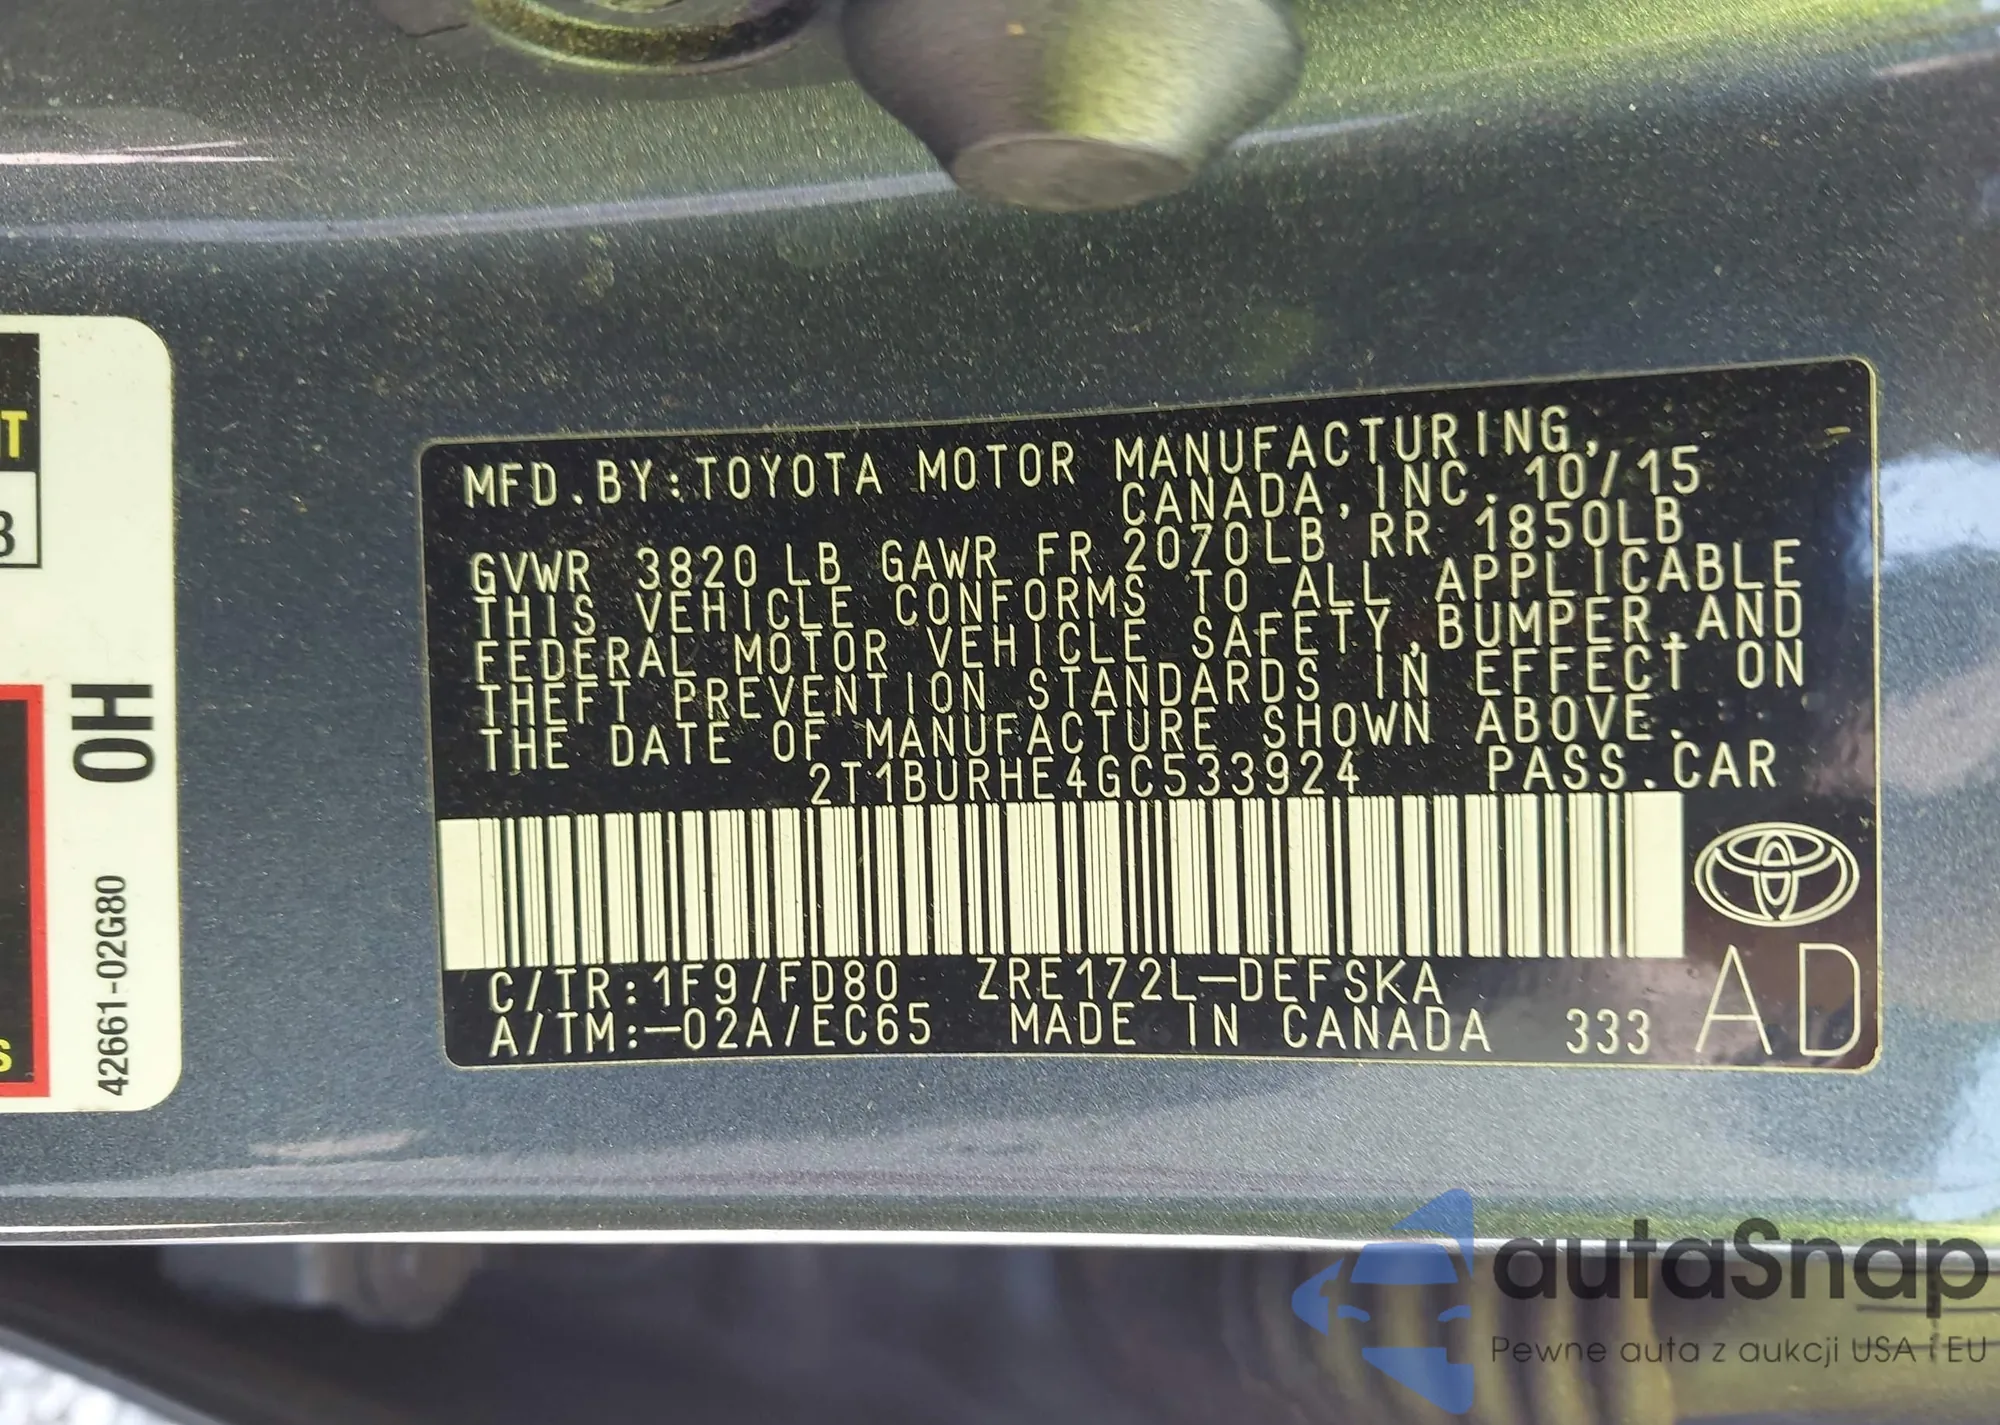 MFD.BY:TOYOTA MOTOR MANUFACTURING,
CANADA,INC. 10/15
GVWR 3820 LB GAWR FR 2070LB RR 1850LB
THIS VEHICLE CONFORMS TO ALL APPLICABLE
FEDERAL MOTOR VEHICLE SAFETY,BUMPER,AND
THEFT PREVENTION STANDARDS IN EFFECT ON
THE DATE OF MANUFACTURE SHOWN ABOVE.
2T1BURHE4GC533924 PASS.CAR
C/TR:1F9/FD80 ZRE172L-DEFSKA
A/TM:-02A/EC65 MADE IN CANADA 333 AD
0H
42661-02G80
autaSnap
Pewne auta z aukcji USA i EU